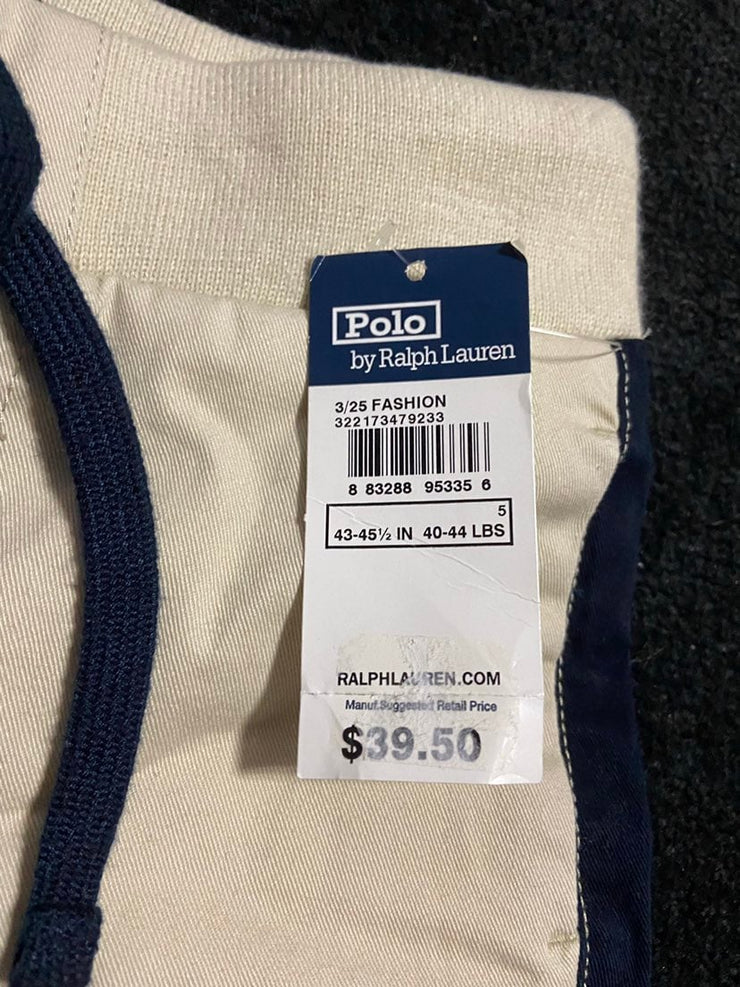 Polo
by Ralph Lauren
3/25 FASHION
322173479233
8 83288 95335 6
5
43-45½ IN 40-44 LBS
RALPHLAUREN.COM
Manuf. Suggested Retail Price
$39.50